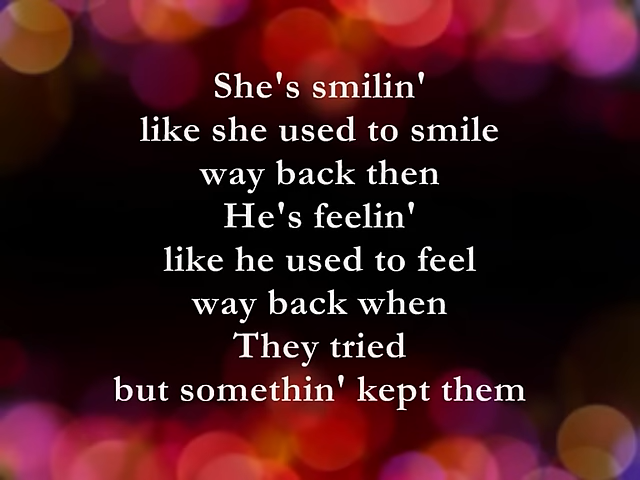 She's smilin'
like she used to smile
way back then
He's feelin'
like he used to feel
way back when
They tried
but somethin' kept them